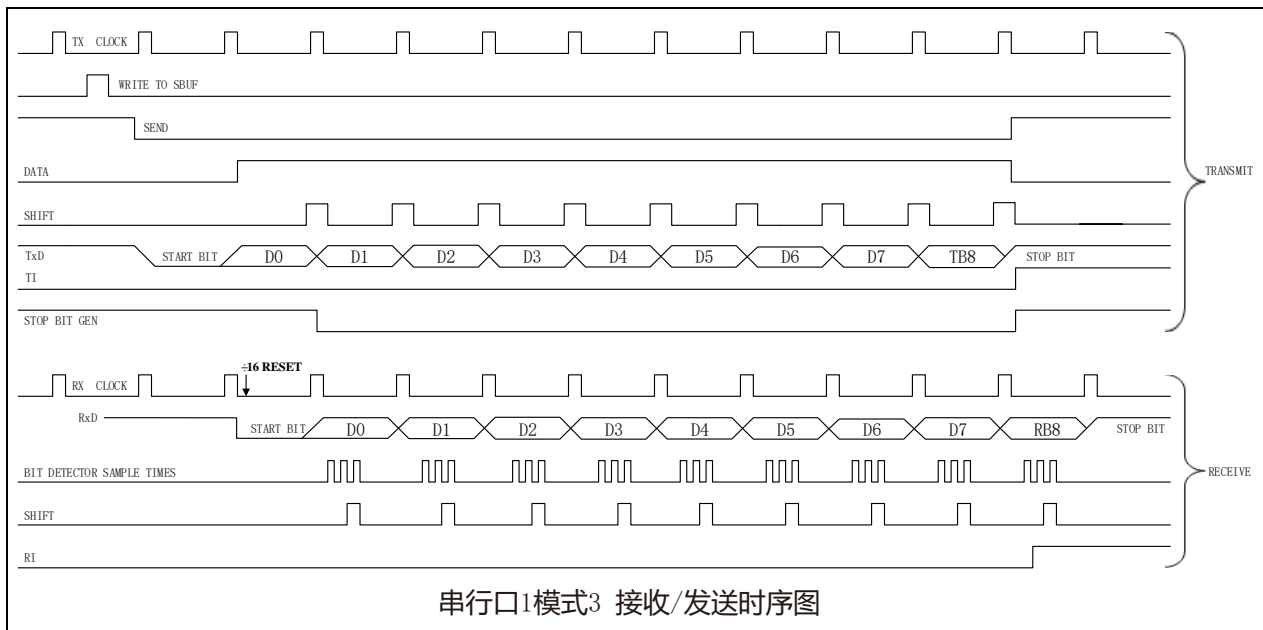 TX CLOCK
WRITE TO SBUF
SEND
DATA
TRANSMIT
SHIFT
TxD START BIT D0 D1 D2 D3 D4 D5 D6 D7 TB8 STOP BIT
TI
STOP BIT GEN
÷16 RESET
RX CLOCK
RxD START BIT D0 D1 D2 D3 D4 D5 D6 D7 RB8 STOP BIT
BIT DETECTOR SAMPLE TIMES
RECEIVE
SHIFT
RI
串行口1模式3 接收/发送时序图